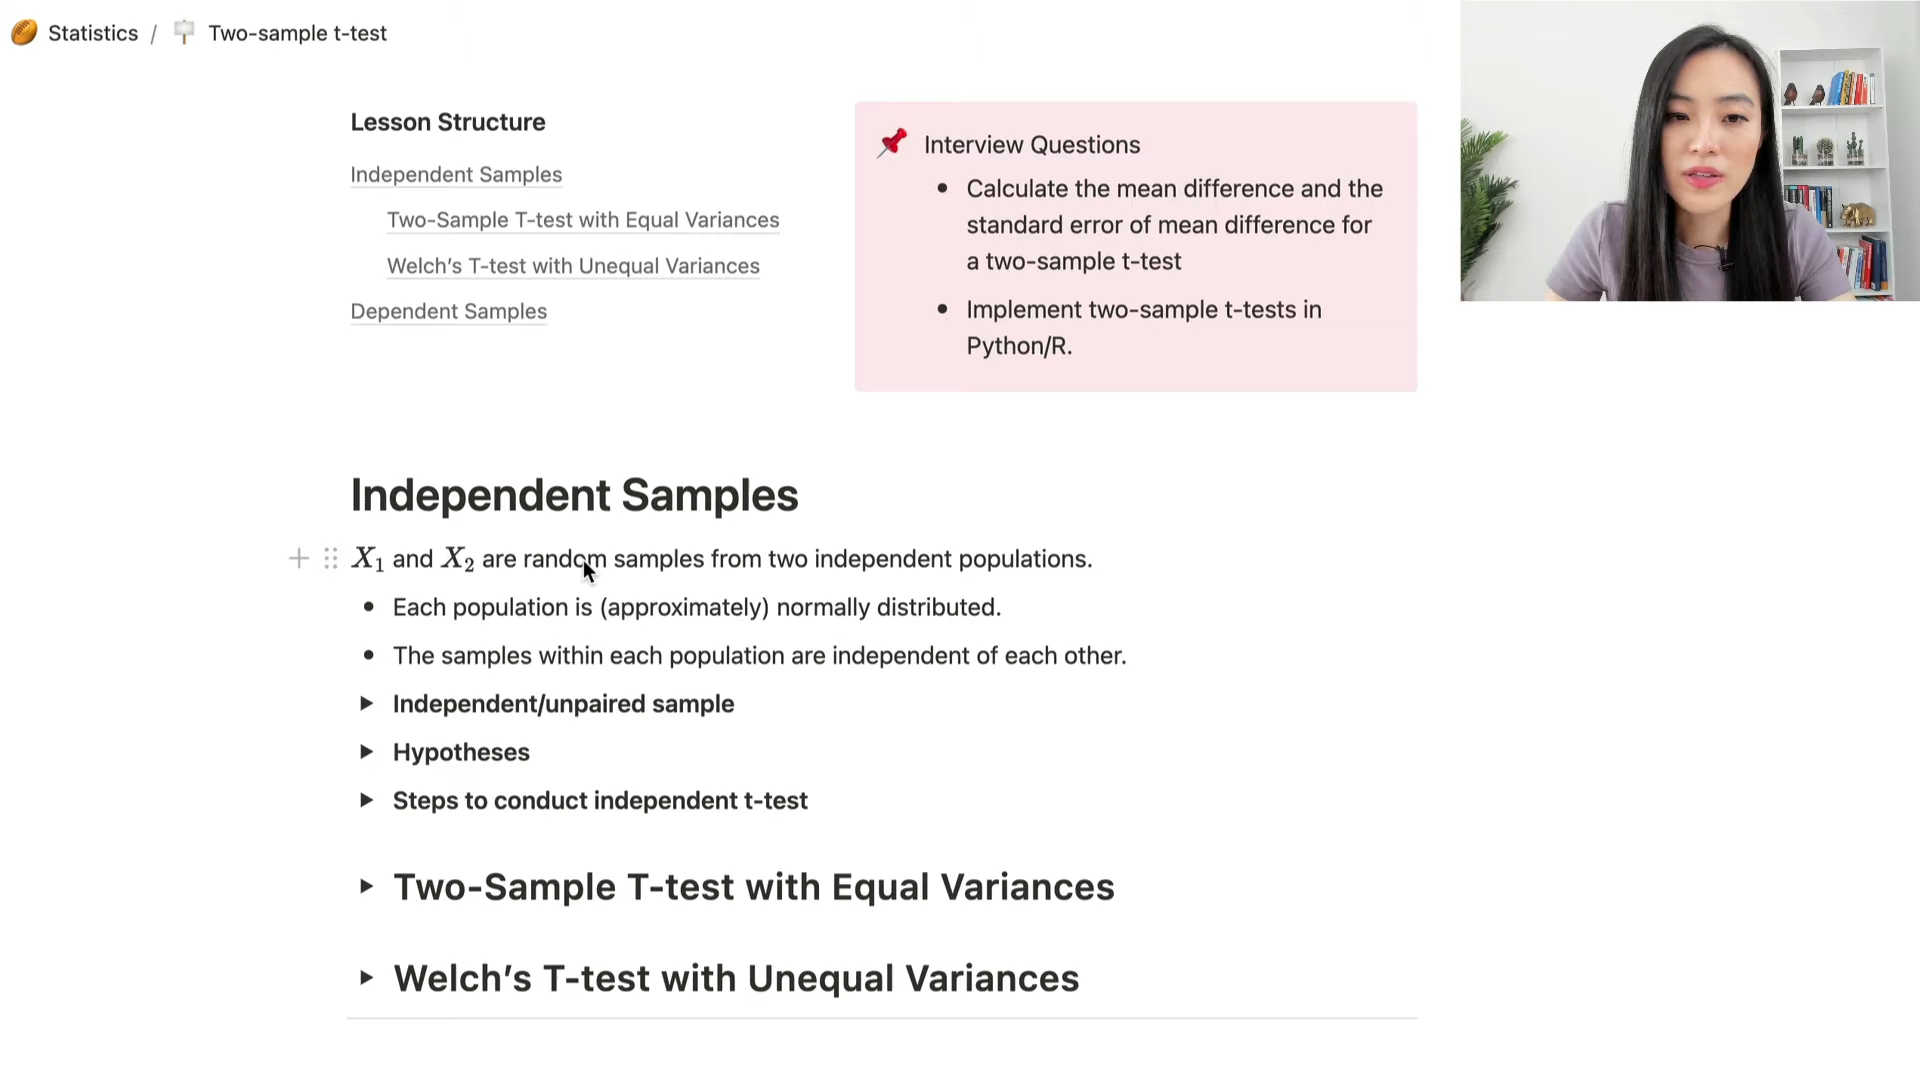 Statistics / Two-sample t-test
Lesson Structure
Independent Samples
Two-Sample T-test with Equal Variances
Welch's T-test with Unequal Variances
Dependent Samples
Interview Questions
• Calculate the mean difference and the
standard error of mean difference for
a two-sample t-test
• Implement two-sample t-tests in
Python/R.
Independent Samples
X₁ and X₂ are random samples from two independent populations.
• Each population is (approximately) normally distributed.
• The samples within each population are independent of each other.
Independent/unpaired sample
Hypotheses
Steps to conduct independent t-test
Two-Sample T-test with Equal Variances
Welch's T-test with Unequal Variances